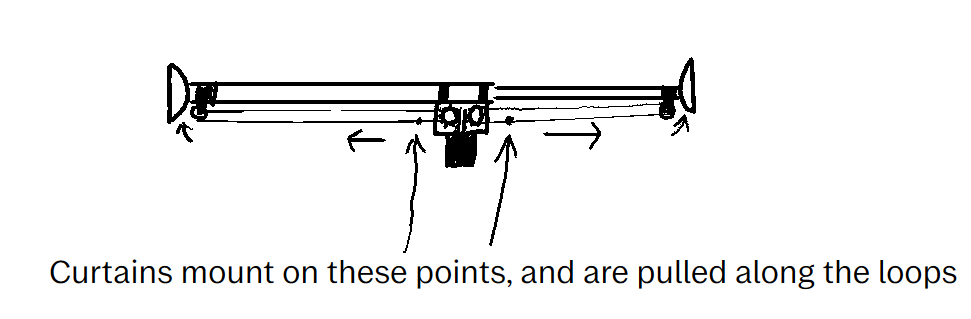 Curtains mount on these points, and are pulled along the loops